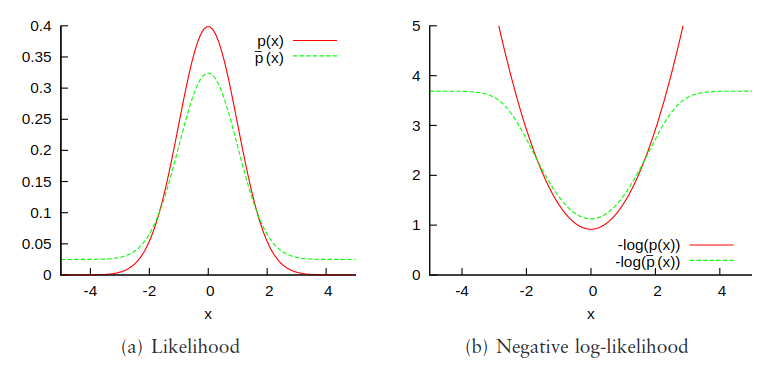 0.4
0.35
0.3
0.25
0.2
0.15
0.1
0.05
0
-4 -2 0 2 4
x
p(x)
p̅(x)
(a) Likelihood
5
4
3
2
1
0
-4 -2 0 2 4
x
-log(p(x))
-log(p̅(x))
(b) Negative log-likelihood